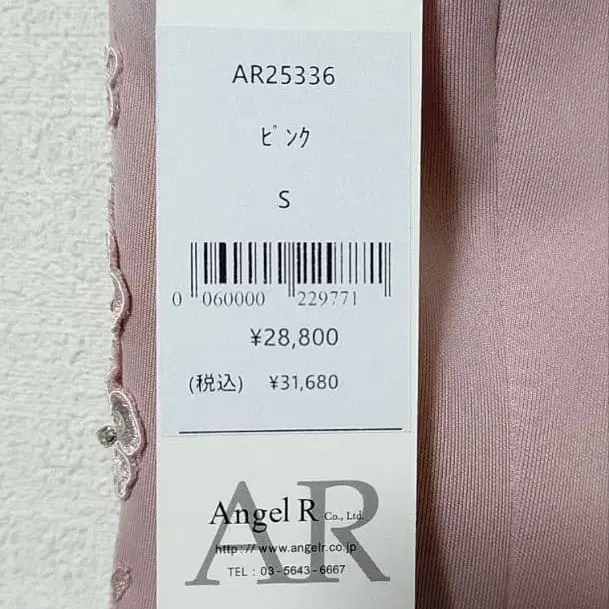 AR25336
ﾋﾟﾝｸ
S
0 060000 229771
¥28,800
(税込) ¥31,680
AR
Angel R Co., Ltd.
http://www.angelr.co.jp
TEL : 03-5643-6667